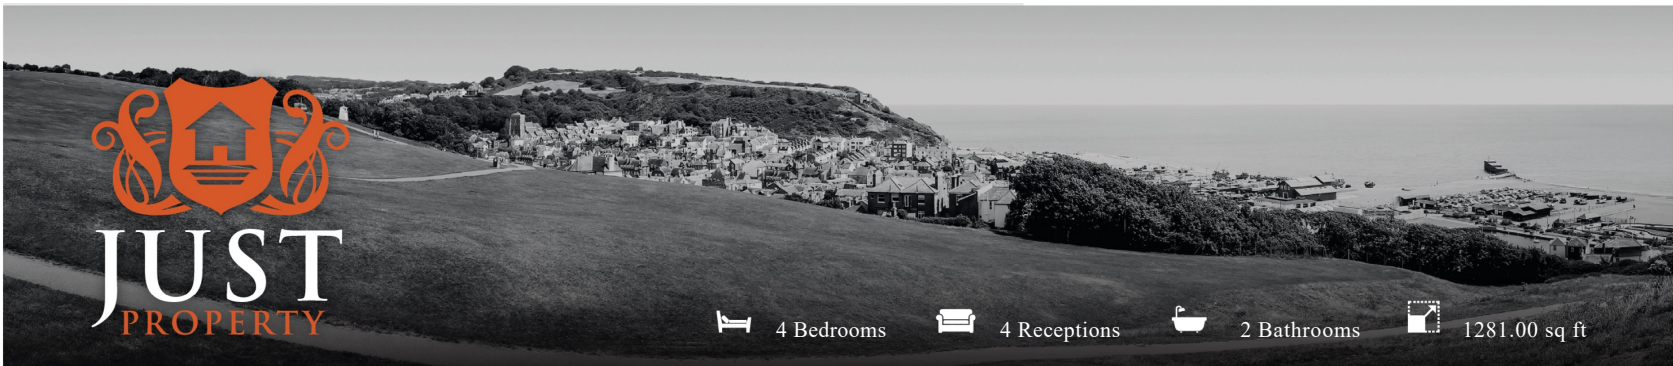 JUST
PROPERTY
4 Bedrooms 4 Receptions 2 Bathrooms 1281.00 sq ft